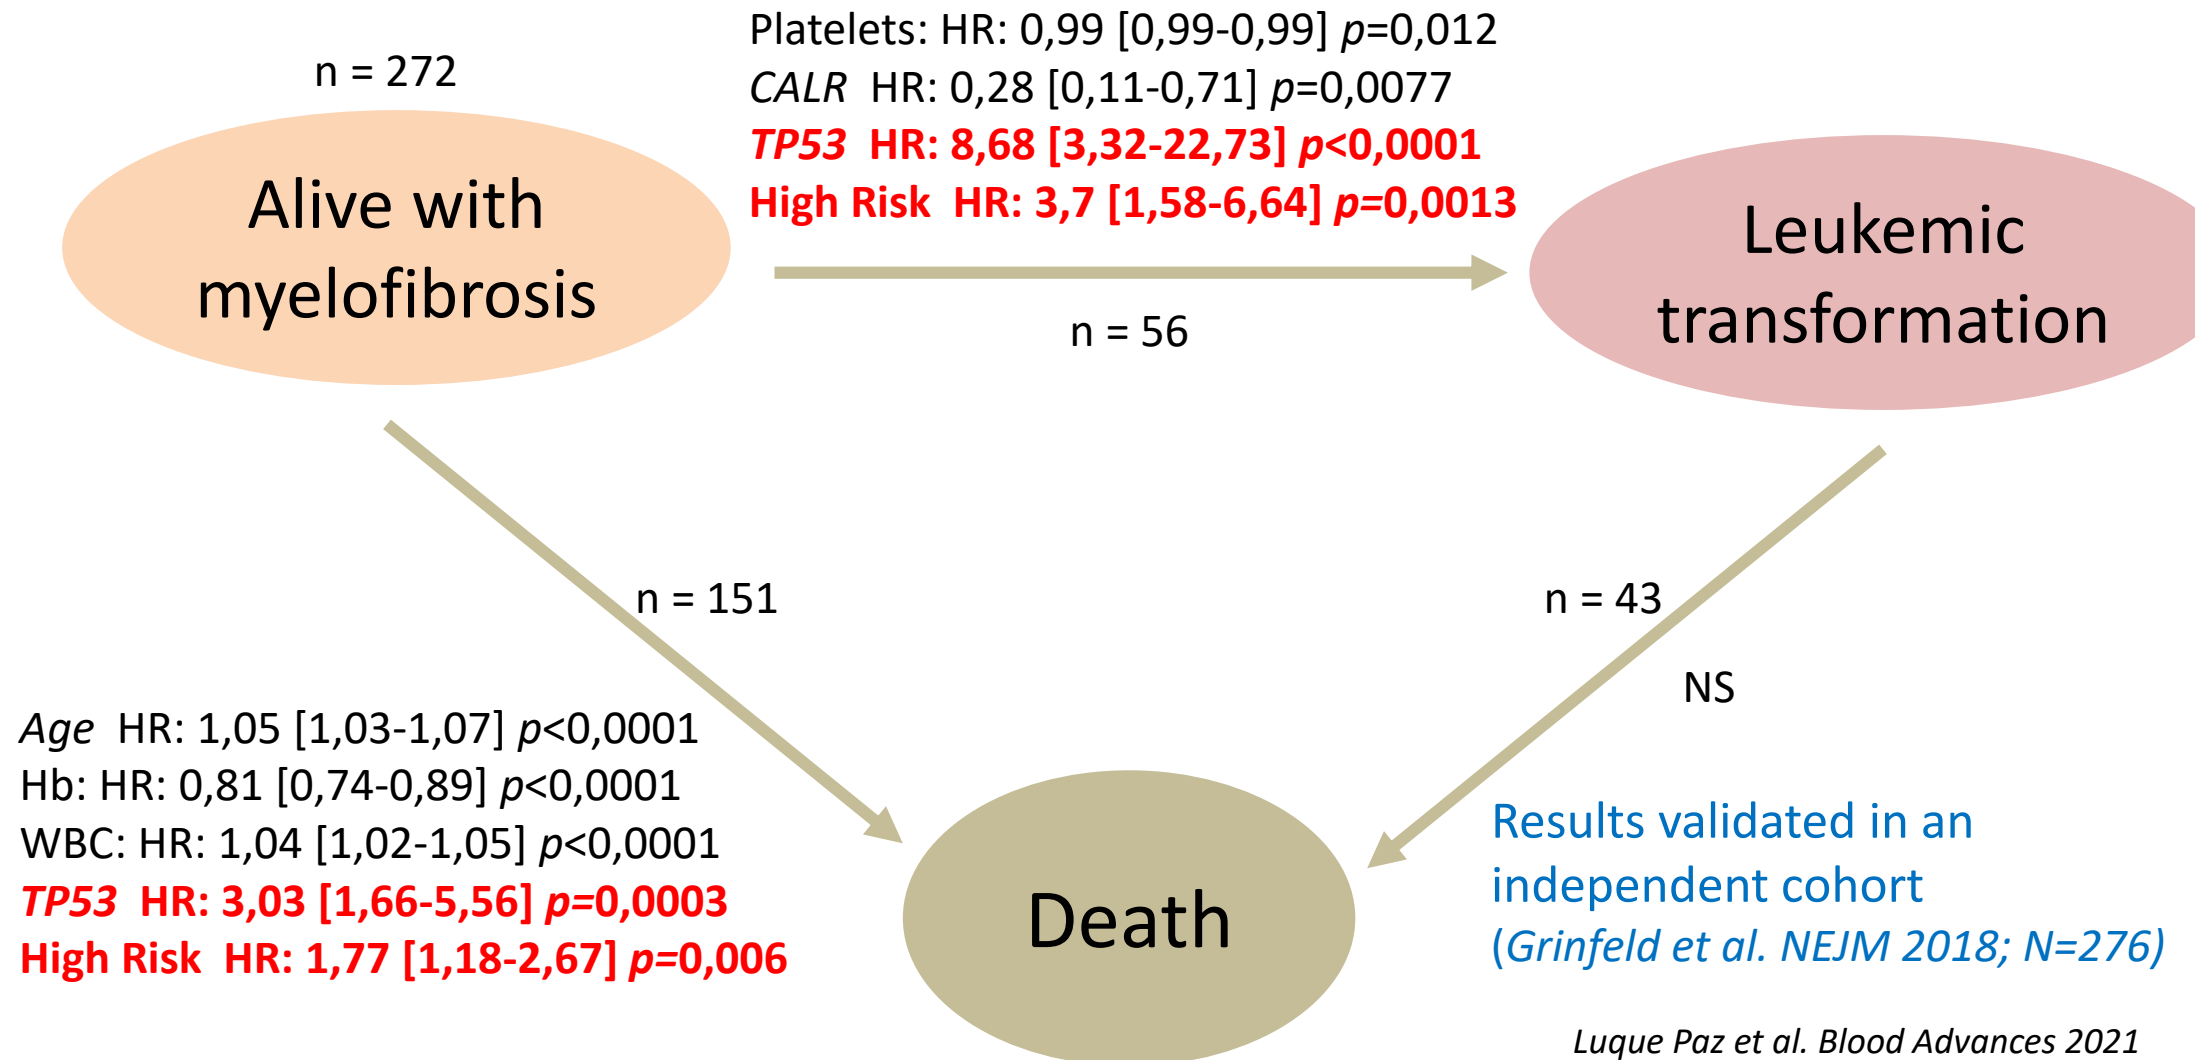 n = 272
Alive with
myelofibrosis
Platelets: HR: 0,99 [0,99-0,99] p=0,012
CALR HR: 0,28 [0,11-0,71] p=0,0077
TP53 HR: 8,68 [3,32-22,73] p<0,0001
High Risk HR: 3,7 [1,58-6,64] p=0,0013
n = 56
Leukemic
transformation
n = 151
n = 43
NS
Age HR: 1,05 [1,03-1,07] p<0,0001
Hb: HR: 0,81 [0,74-0,89] p<0,0001
WBC: HR: 1,04 [1,02-1,05] p<0,0001
TP53 HR: 3,03 [1,66-5,56] p=0,0003
High Risk HR: 1,77 [1,18-2,67] p=0,006
Death
Results validated in an
independent cohort
(Grinfeld et al. NEJM 2018; N=276)
Luque Paz et al. Blood Advances 2021